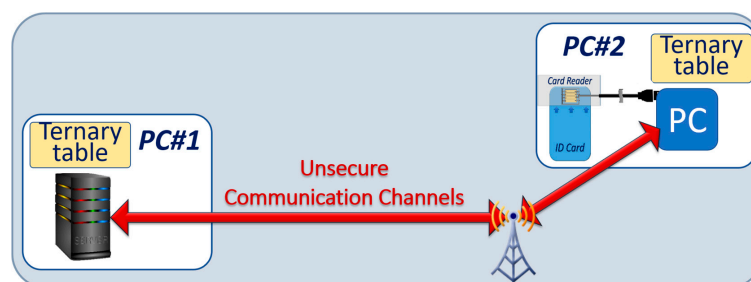 PC#2
Ternary
table
Card Reader
PC
ID Card
Ternary
table
PC#1
Unsecure
Communication Channels